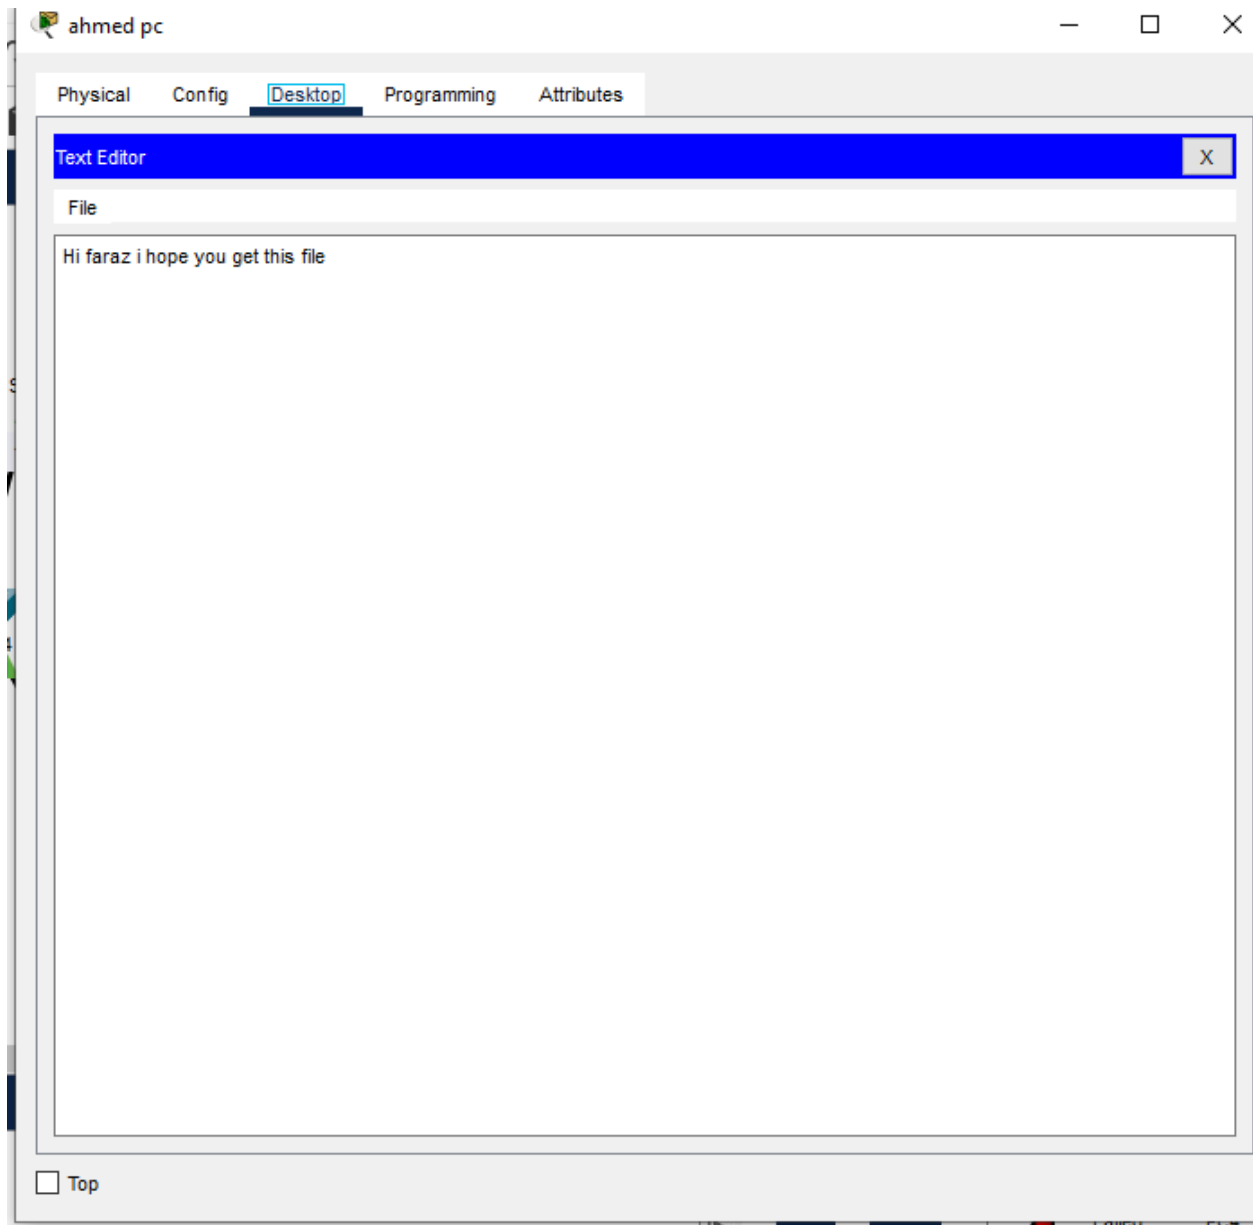 ahmed pc
Physical Config Desktop Programming Attributes
Text Editor X
File
Hi faraz i hope you get this file
Top